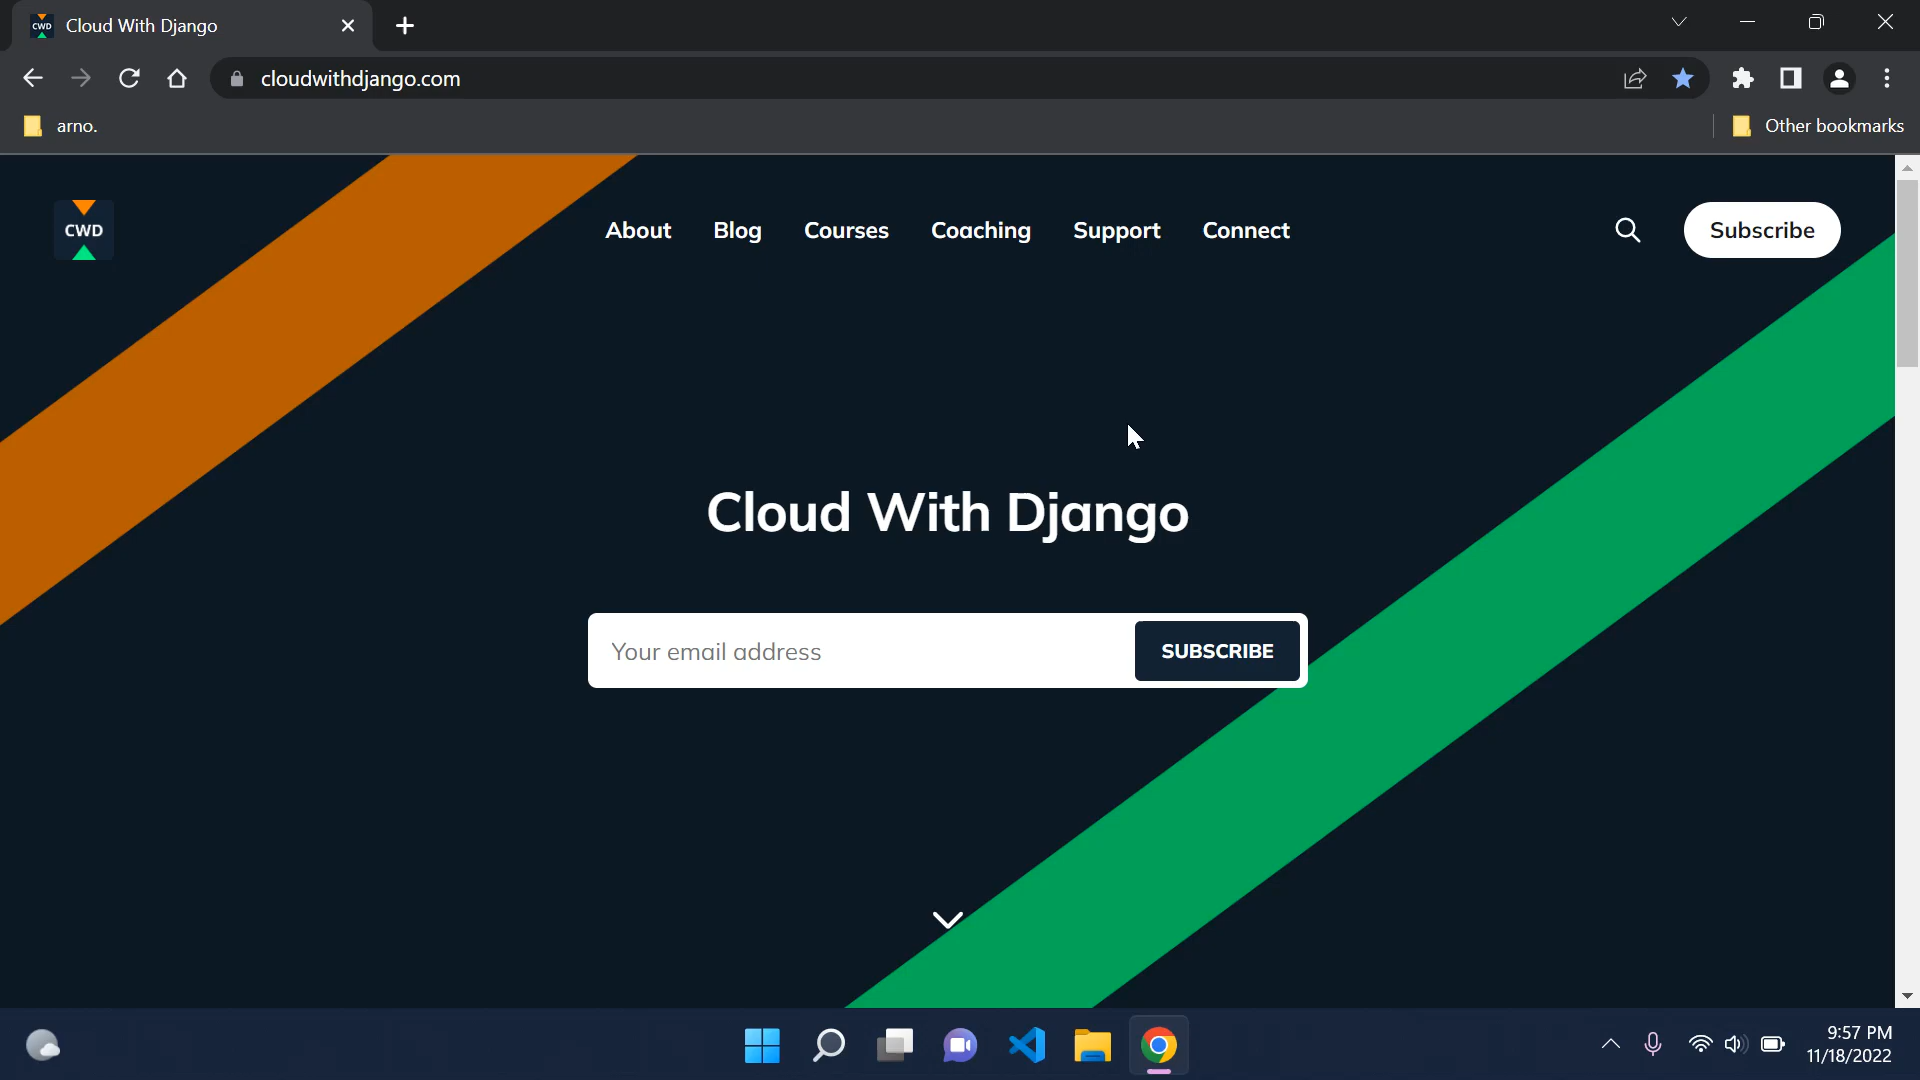 CWD
Cloud With Django
cloudwithdjango.com
arno.
Other bookmarks
CWD
About
Blog
Courses
Coaching
Support
Connect
Subscribe
Cloud With Django
Your email address
SUBSCRIBE
9:57 PM
11/18/2022